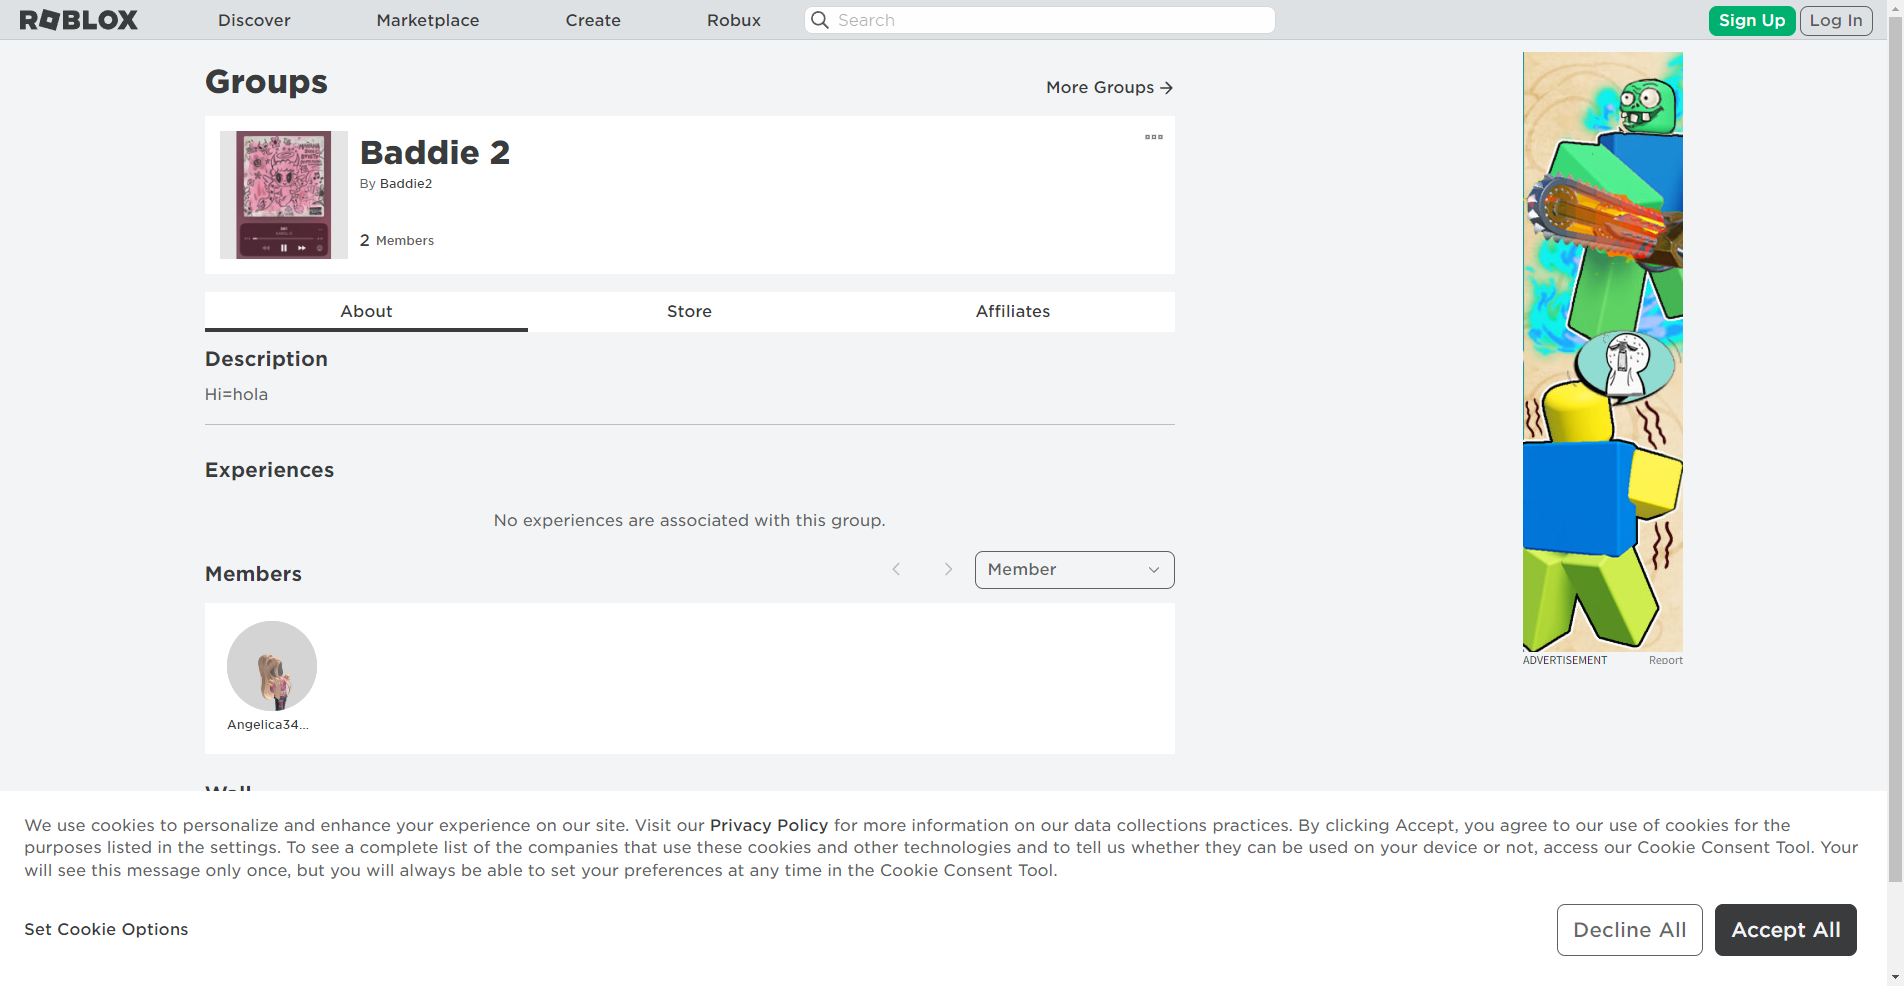 ROBLOX
Discover
Marketplace
Create
Robux
Search
Sign Up
Log In
Groups
More Groups →
Baddie 2
By Baddie2
2 Members
About
Store
Affiliates
Description
Hi=hola
Experiences
No experiences are associated with this group.
Members
Member
Angelica34...
Wall
We use cookies to personalize and enhance your experience on our site. Visit our Privacy Policy for more information on our data collections practices. By clicking Accept, you agree to our use of cookies for the
purposes listed in the settings. To see a complete list of the companies that use these cookies and other technologies and to tell us whether they can be used on your device or not, access our Cookie Consent Tool. Your
will see this message only once, but you will always be able to set your preferences at any time in the Cookie Consent Tool.
Set Cookie Options
Decline All
Accept All
ADVERTISEMENT
Report